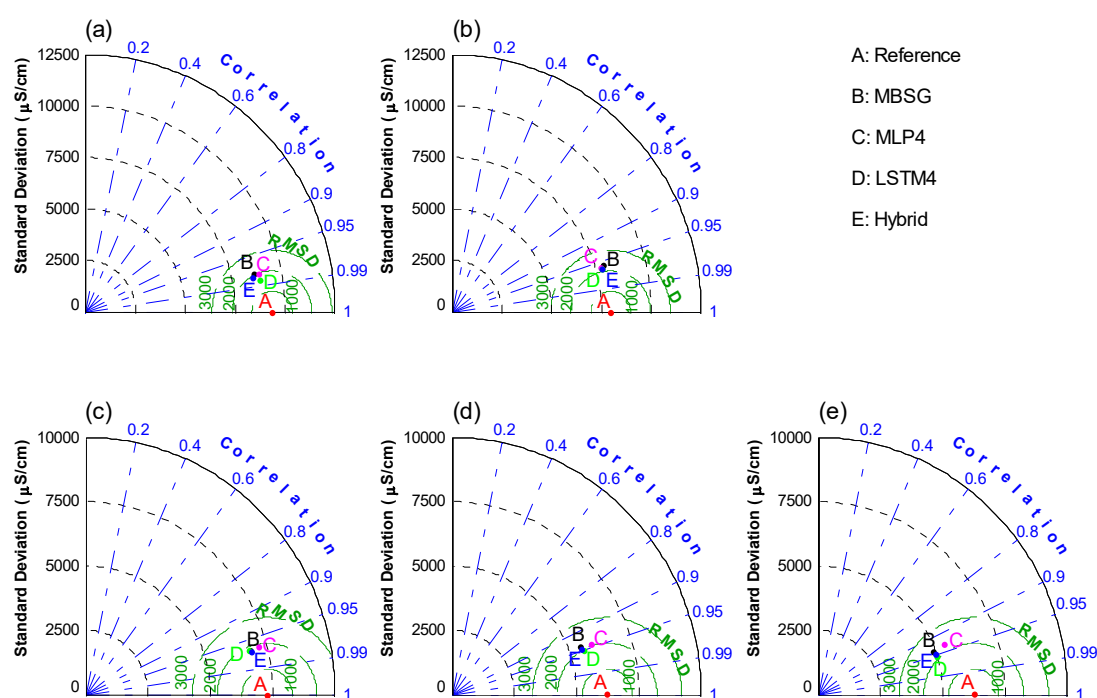 (a)
12500
10000
7500
5000
2500
0
Standard Deviation ( μS/cm)
0.2
0.4
0.6
0.8
0.9
0.95
0.99
1
Correlation
RMSD
3000
2000
1000
B
C
D
E
A
(b)
0.2
0.4
0.6
0.8
0.9
0.95
0.99
1
Correlation
Standard Deviation ( μS/cm)
12500
10000
7500
5000
2500
0
RMSD
3000
2000
1000
C
B
D
E
A
A: Reference
B: MBSG
C: MLP4
D: LSTM4
E: Hybrid
(c)
10000
7500
5000
2500
0
Standard Deviation ( μS/cm)
0.2
0.4
0.6
0.8
0.9
0.95
0.99
1
Correlation
RMSD
3000
2000
1000
B
C
D
E
A
(d)
10000
7500
5000
2500
0
Standard Deviation ( μS/cm)
0.2
0.4
0.6
0.8
0.9
0.95
0.99
1
Correlation
RMSD
3000
2000
1000
B
C
E
D
A
(e)
10000
7500
5000
2500
0
Standard Deviation ( μS/cm)
0.2
0.4
0.6
0.8
0.9
0.95
0.99
1
Correlation
RMSD
3000
2000
1000
B
C
E
D
A